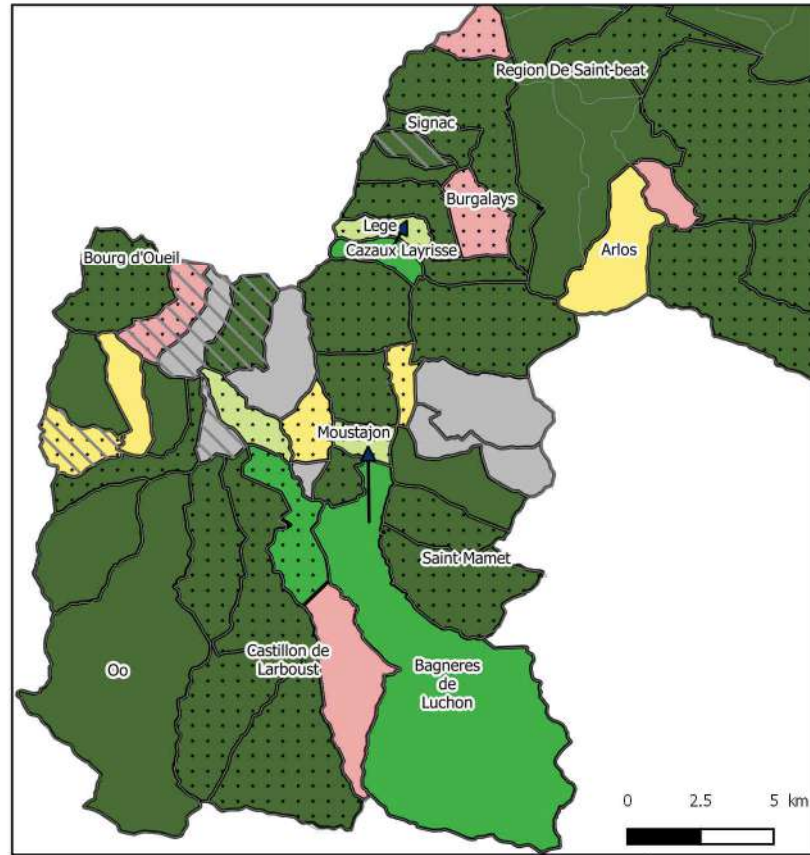 Region De Saint-beat
Signac
Burgalays
Lege
Cazaux Layrisse
Arlos
Bourg d'Oueil
Moustajon
Saint Mamet
Castillon de
Larboust
Oo
Bagneres
de
Luchon
0 2.5 5 km